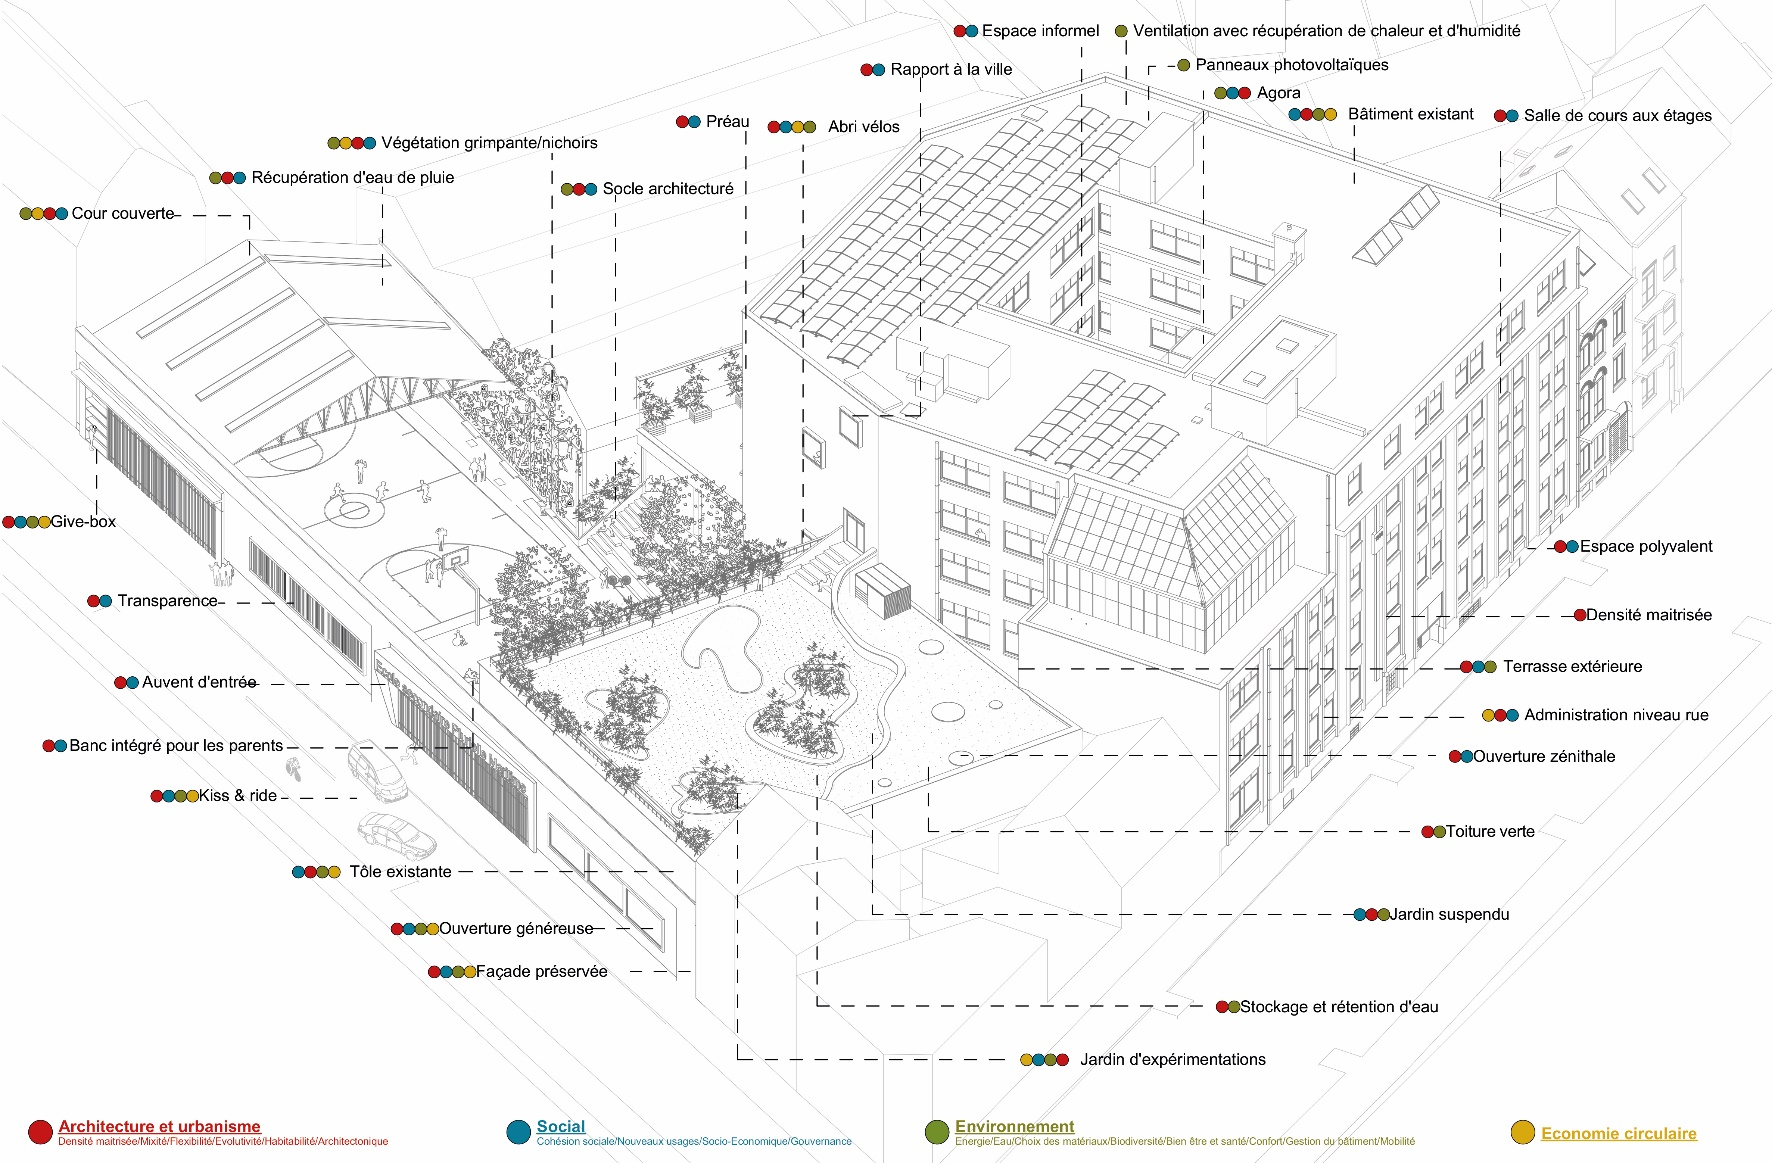 Espace informel
Ventilation avec récupération de chaleur et d'humidité
Rapport à la ville
Panneaux photovoltaïques
Agora
Préau
Abri vélos
Bâtiment existant
Salle de cours aux étages
Végétation grimpante/nichoirs
Récupération d'eau de pluie
Socle architecturé
Cour couverte
Give-box
Espace polyvalent
Transparence
Densité maitrisée
Terrasse extérieure
Auvent d'entrée
Administration niveau rue
Banc intégré pour les parents
Ouverture zénithale
Kiss & ride
Toiture verte
Tôle existante
Jardin suspendu
Ouverture généreuse
Façade préservée
Stockage et rétention d'eau
Jardin d'expérimentations
Architecture et urbanisme
Densité maitrisée/Mixité/Flexibilité/Evolutivité/Habitabilité/Architectonique
Social
Cohésion sociale/Nouveaux usages/Socio-Economique/Gouvernance
Environnement
Energie/Eau/Choix des matériaux/Biodiversité/Bien être et santé/Confort/Gestion du bâtiment/Mobilité
Economie circulaire